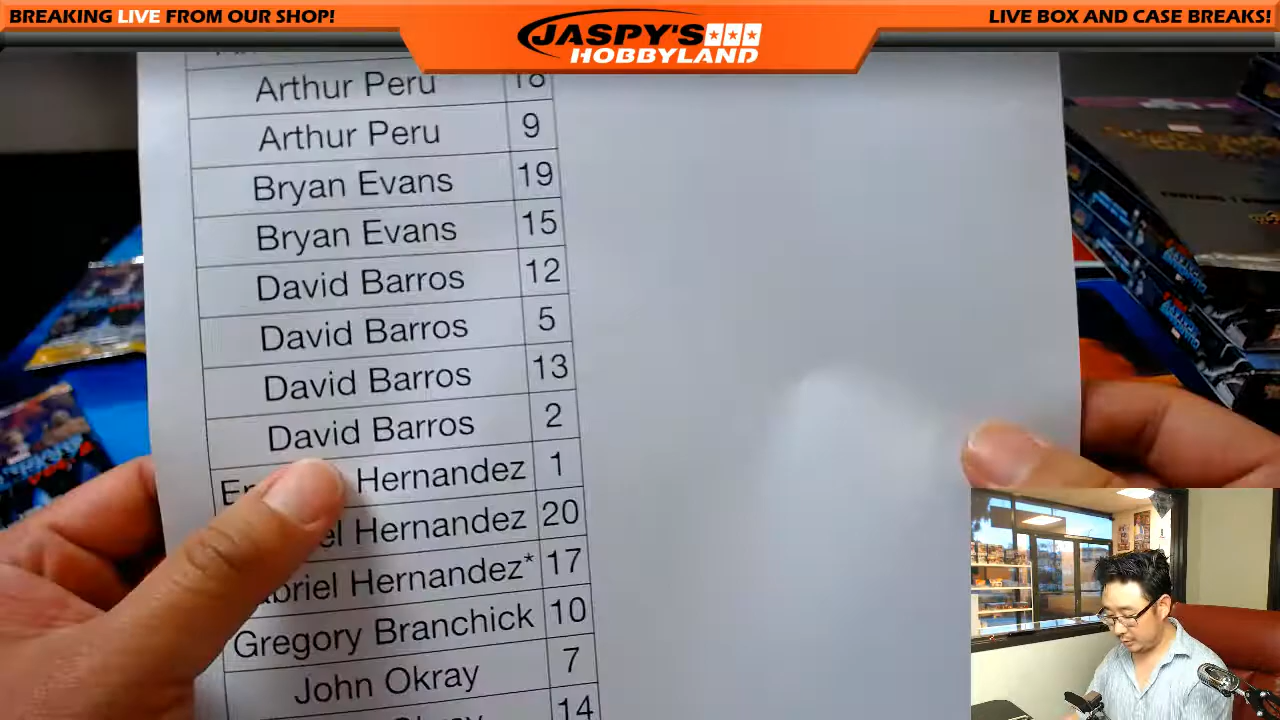 BREAKING LIVE FROM OUR SHOP!
JASPY'S
HOBBYLAND
LIVE BOX AND CASE BREAKS!
Arthur Peru 18
Arthur Peru 9
Bryan Evans 19
Bryan Evans 15
David Barros 12
David Barros 5
David Barros 13
David Barros 2
Hernandez 1
Hernandez 20
Hernandez* 17
Gregory Branchick 10
John Okray 7
14